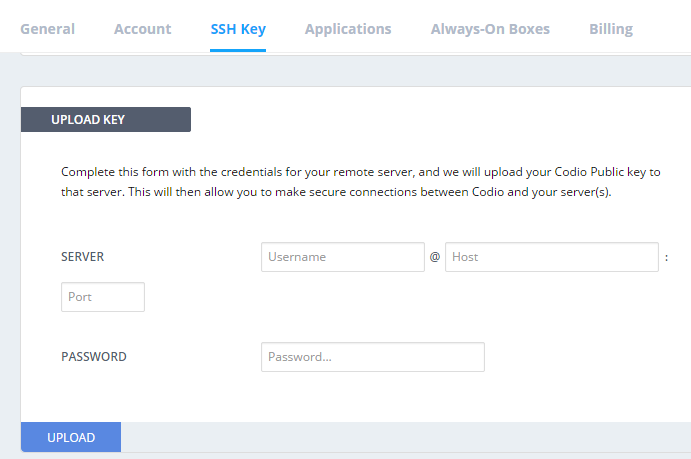 General Account SSH Key Applications Always-On Boxes Billing
UPLOAD KEY
Complete this form with the credentials for your remote server, and we will upload your Codio Public key to
that server. This will then allow you to make secure connections between Codio and your server(s).
SERVER Username @ Host :
Port
PASSWORD Password...
UPLOAD